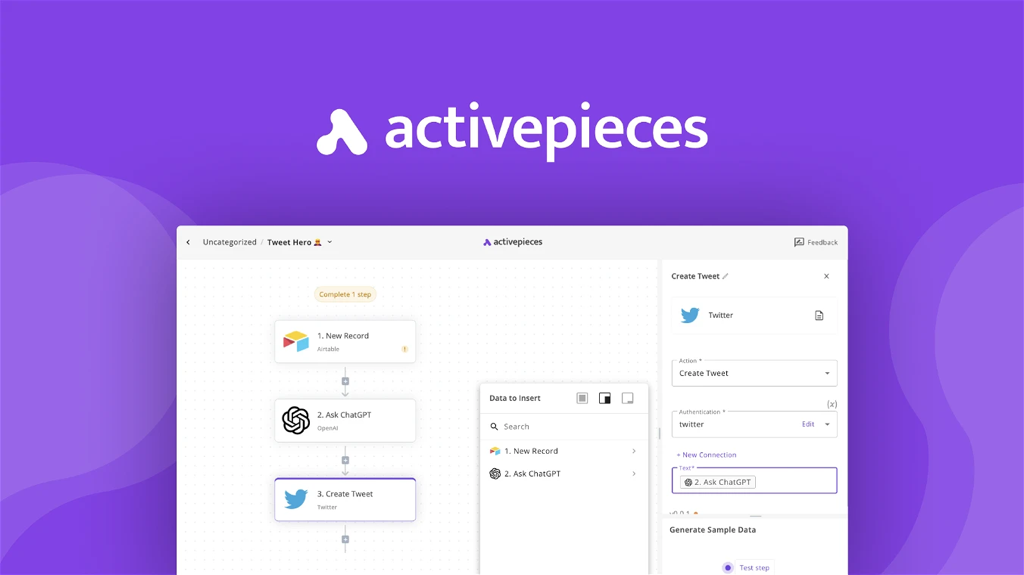 activepieces
Uncategorized / Tweet Hero
activepieces
Feedback
Complete 1 step
1. New Record
Airtable
2. Ask ChatGPT
OpenAI
3. Create Tweet
Twitter
Data to Insert
Search
1. New Record
2. Ask ChatGPT
Create Tweet
Twitter
Action *
Create Tweet
(x)
Authentication *
twitter
Edit
+ New Connection
Text*
2. Ask ChatGPT
Generate Sample Data
Test step